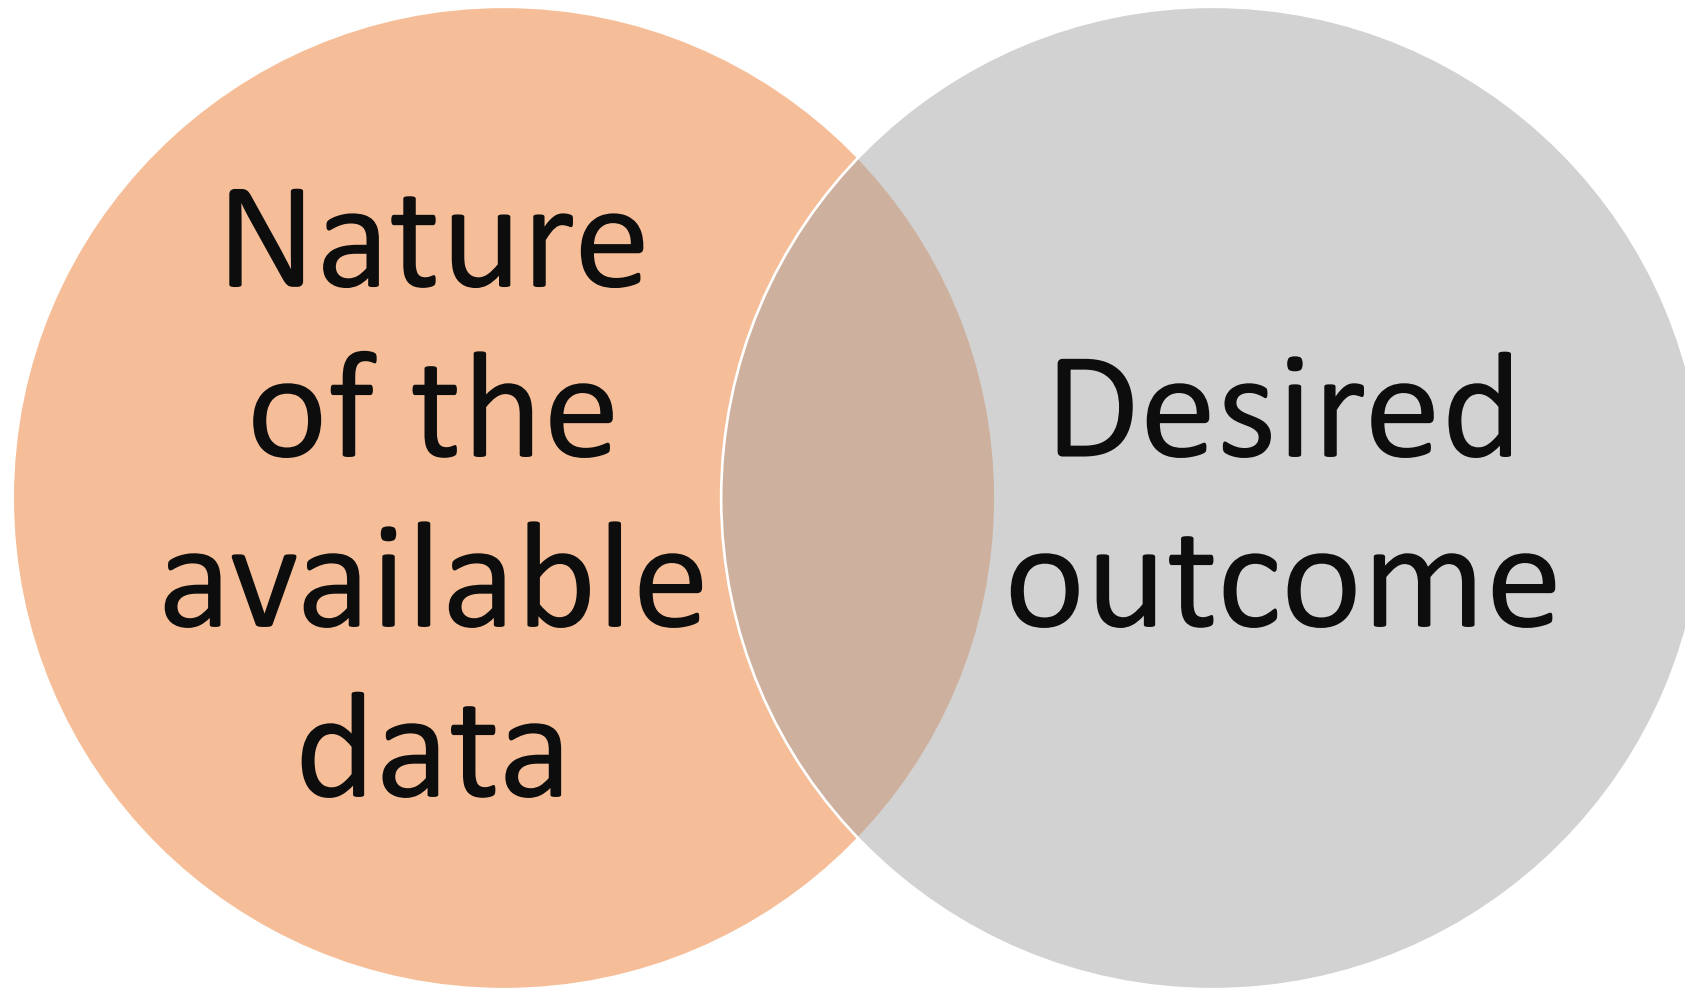 Nature
of the
available
data
Desired
outcome